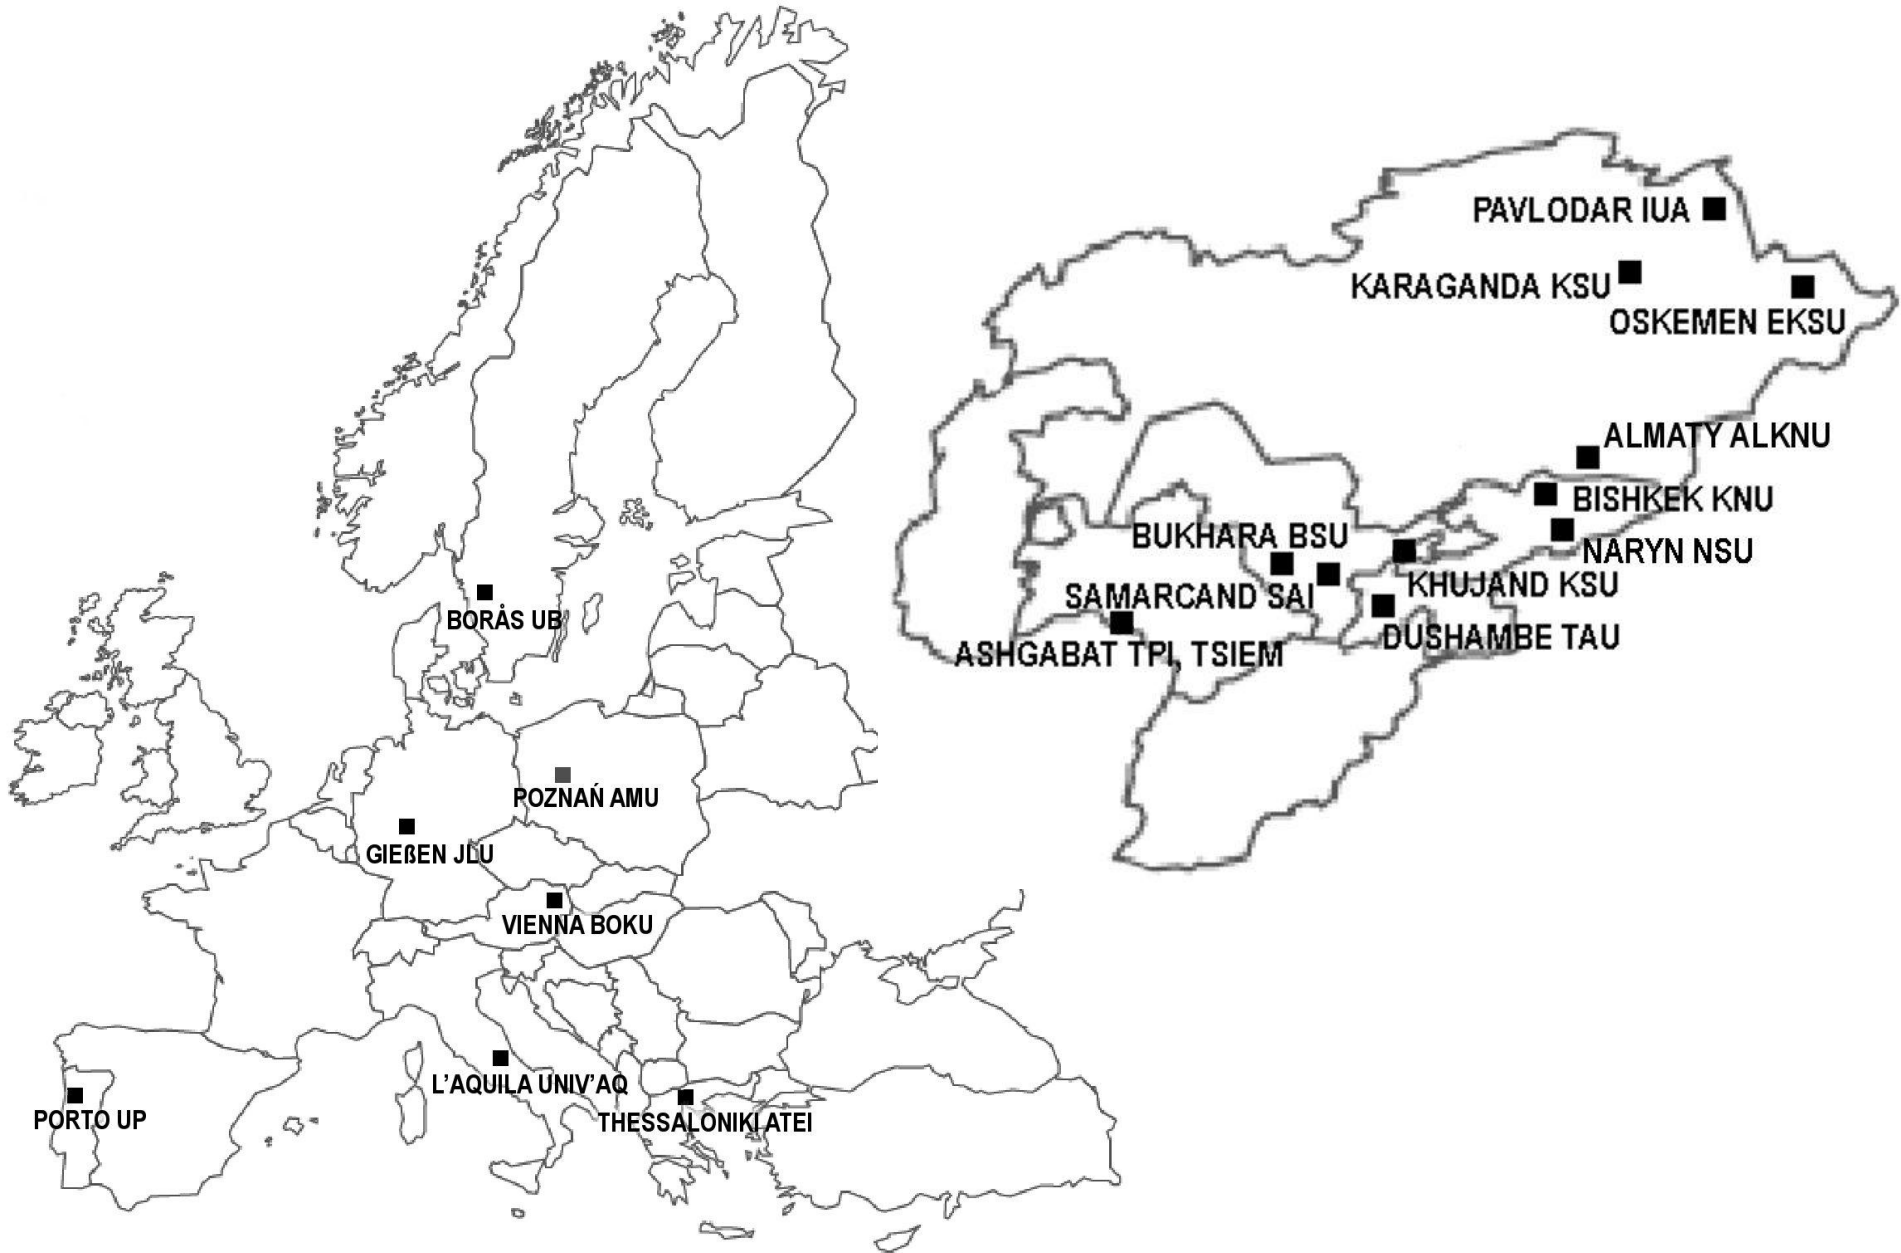 BORÅS UB
POZNAŃ AMU
GIEßEN JLU
VIENNA BOKU
L'AQUILA UNIV'AQ
PORTO UP
THESSALONIKI ATEI
PAVLODAR IUA
KARAGANDA KSU
OSKEMEN EKSU
ALMATY ALKNU
BISHKEK KNU
BUKHARA BSU
NARYN NSU
KHUJAND KSU
SAMARCAND SAI
DUSHAMBE TAU
ASHGABAT TPI, TSIEM